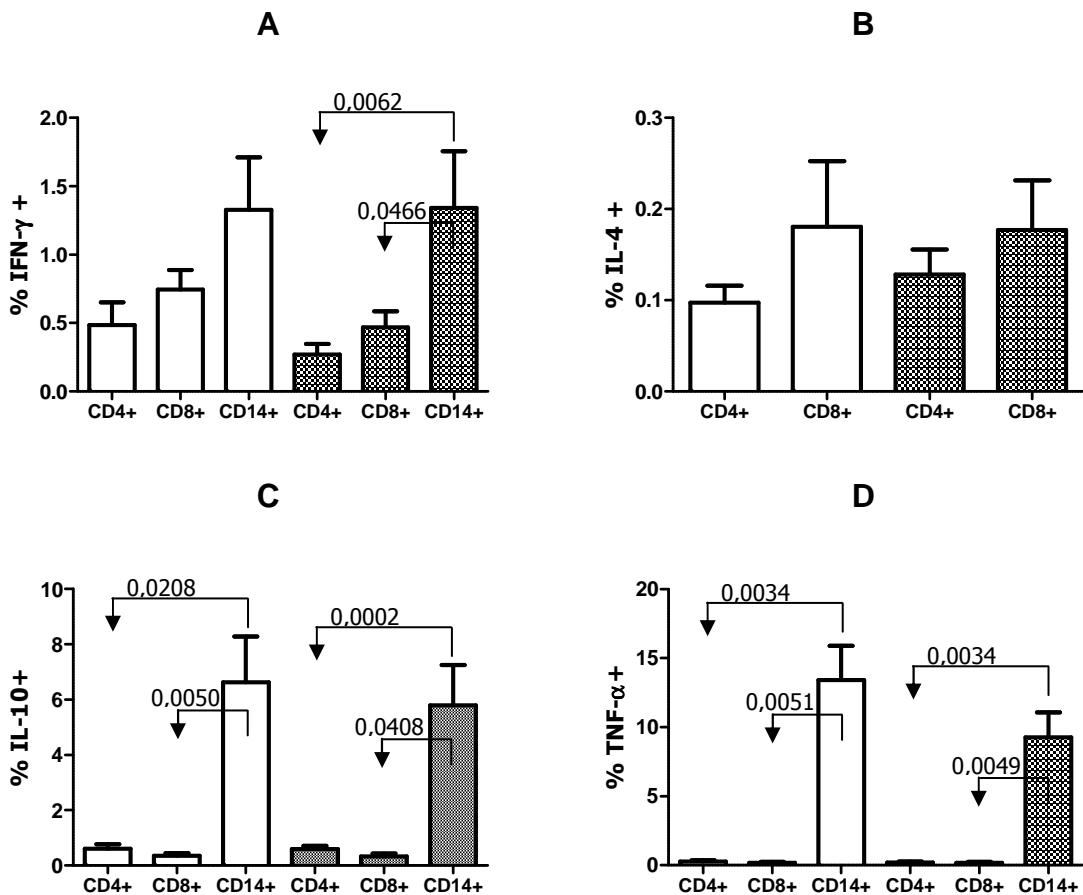 A
B
0,0062
0,0466
% IFN-γ +
2.0
1.5
1.0
0.5
0.0
CD4+ CD8+ CD14+ CD4+ CD8+ CD14+
% IL-4 +
0.3
0.2
0.1
0.0
CD4+ CD8+ CD4+ CD8+
C
D
0,0208
0,0002
0,0050
0,0408
% IL-10+
10
8
6
4
2
0
CD4+ CD8+ CD14+ CD4+ CD8+ CD14+
0,0034
0,0034
0,0051
0,0049
% TNF-α+
20
15
10
5
0
CD4+ CD8+ CD14+ CD4+ CD8+ CD14+